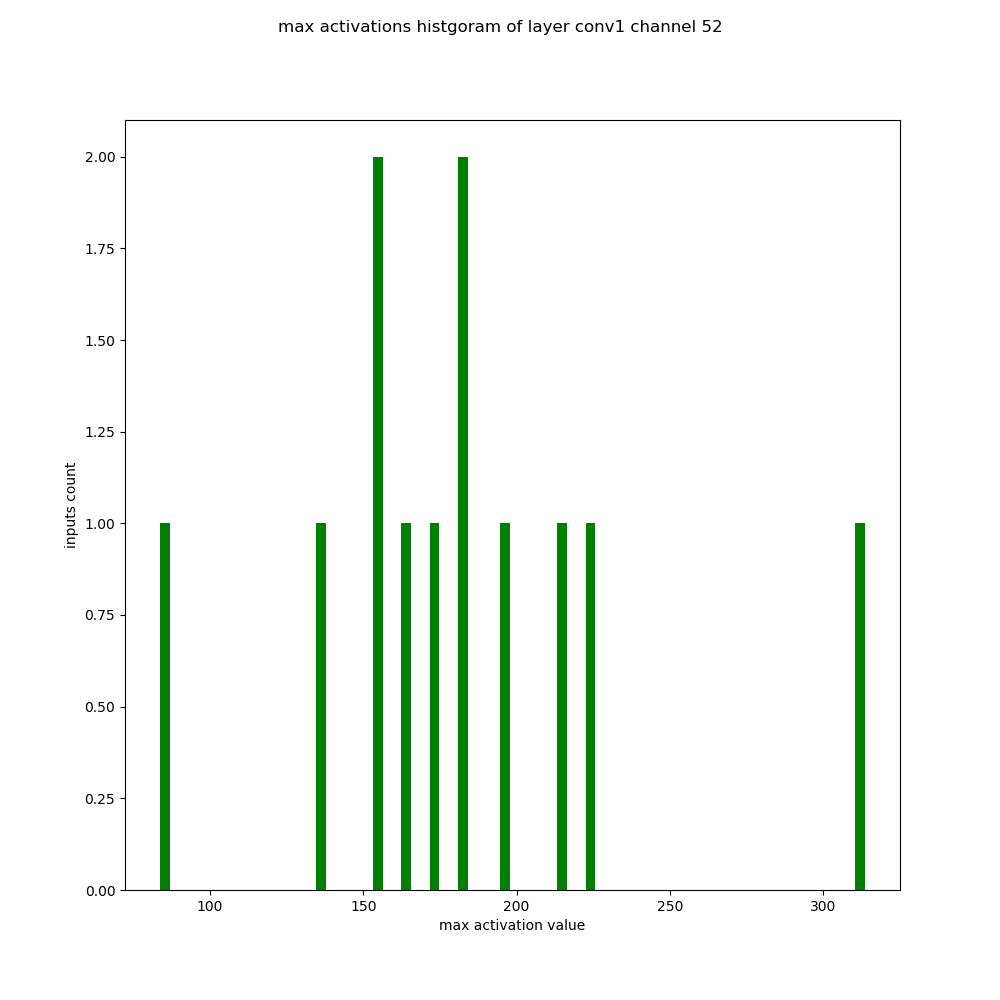 max activations histgoram of layer conv1 channel 52
2.00
1.75
1.50
1.25
1.00
0.75
0.50
0.25
0.00
inputs count
100 150 200 250 300
max activation value